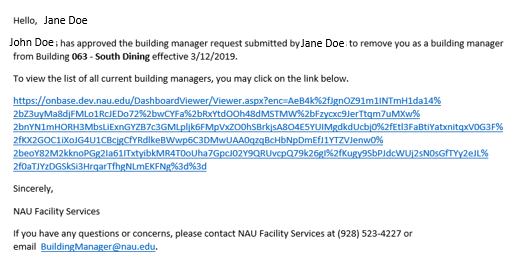 Hello, Jane Doe
John Doe has approved the building manager request submitted by Jane Doe to remove you as a building manager
from Building 063 - South Dining effective 3/12/2019.
To view the list of all current building managers, you may click on the link below.
https://onbase.dev.nau.edu/DashboardViewer/Viewer.aspx?enc=AeB4k%2fJgnOZ91m1INTmH1da14%
2bZ3uyMa8djFMLo1RcJEDo72%2bwCYFa%2bRxYtdOOh48dMSTMW%2bFzycxc9JerTtqm7uMXw%
2bnYN1mHORH3MbsLiExnGYZB7c3GMLpljk6FMpVxZO0hSBrkjsA8O4E5YUIMgdkdUcbj0%2fEtl3FaBtiYatxnitqxV0G3F%
2fKX2GOC1iXoJG4U1CBcjgCfYRdlkeBWwp6C3DMwUAA0qzqBcHbNpDmEfJ1YTZVJenw0%
2beoY82M2kknoPGg2Ia61ITxtyibkMR4T0oUha7GpcJ02Y9QRUvcpQ79k26gI%2fKugy9SbPJdcWUj2sN0sGfTYy2eJL%
2f0aTJYzDGSkSi3HrqarTfhgNLmEKFNg%3d%3d
Sincerely,
NAU Facility Services
If you have any questions or concerns, please contact NAU Facility Services at (928) 523-4227 or
email BuildingManager@nau.edu.